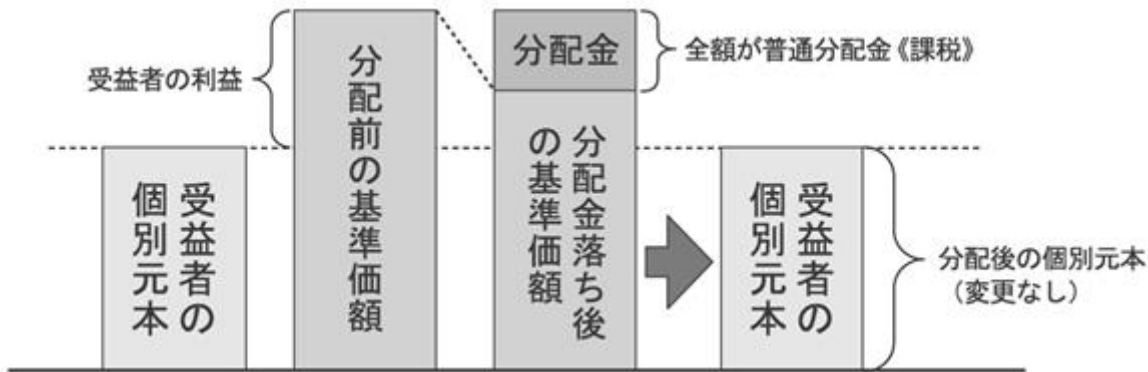 受益者の利益
受益者の
個別元本
分配前の基準価額
分配金
全額が普通分配金《課税》
分配金落ち後
の基準価額
受益者の
個別元本
分配後の個別元本
（変更なし）